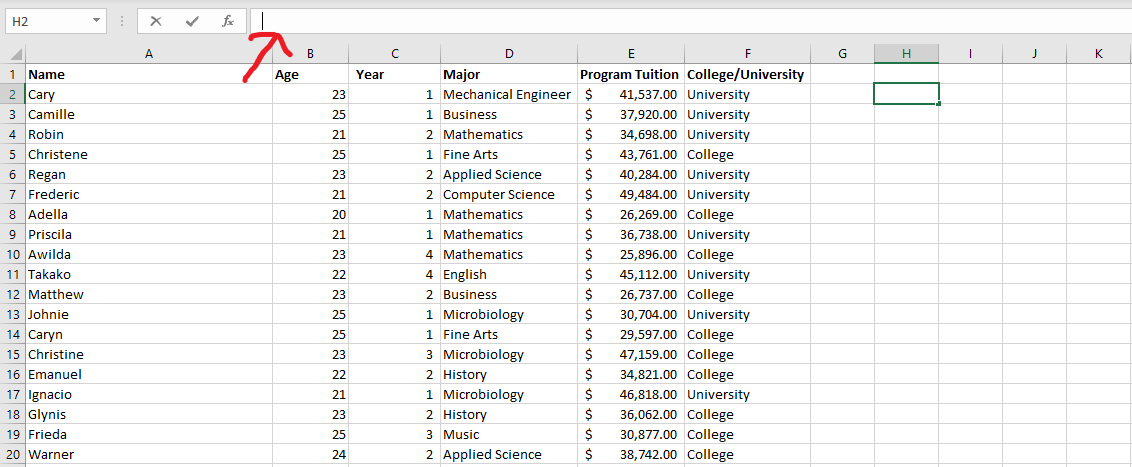 H2 fx
A B C D E F G H I J K
1 Name Age Year Major Program Tuition College/University
2 Cary 23 1 Mechanical Engineer $ 41,537.00 University
3 Camille 25 1 Business $ 37,920.00 University
4 Robin 21 2 Mathematics $ 34,698.00 University
5 Christene 25 1 Fine Arts $ 43,761.00 College
6 Regan 23 2 Applied Science $ 40,284.00 University
7 Frederic 21 2 Computer Science $ 49,484.00 University
8 Adella 20 1 Mathematics $ 26,269.00 College
9 Priscila 21 1 Mathematics $ 36,738.00 University
10 Awilda 23 4 Mathematics $ 25,896.00 College
11 Takako 22 4 English $ 45,112.00 University
12 Matthew 23 2 Business $ 26,737.00 College
13 Johnie 25 1 Microbiology $ 30,704.00 University
14 Caryn 25 1 Fine Arts $ 29,597.00 College
15 Christine 23 3 Microbiology $ 47,159.00 College
16 Emanuel 22 2 History $ 34,821.00 College
17 Ignacio 21 1 Microbiology $ 46,818.00 University
18 Glynis 23 2 History $ 36,062.00 College
19 Frieda 25 3 Music $ 30,877.00 College
20 Warner 24 2 Applied Science $ 38,742.00 College